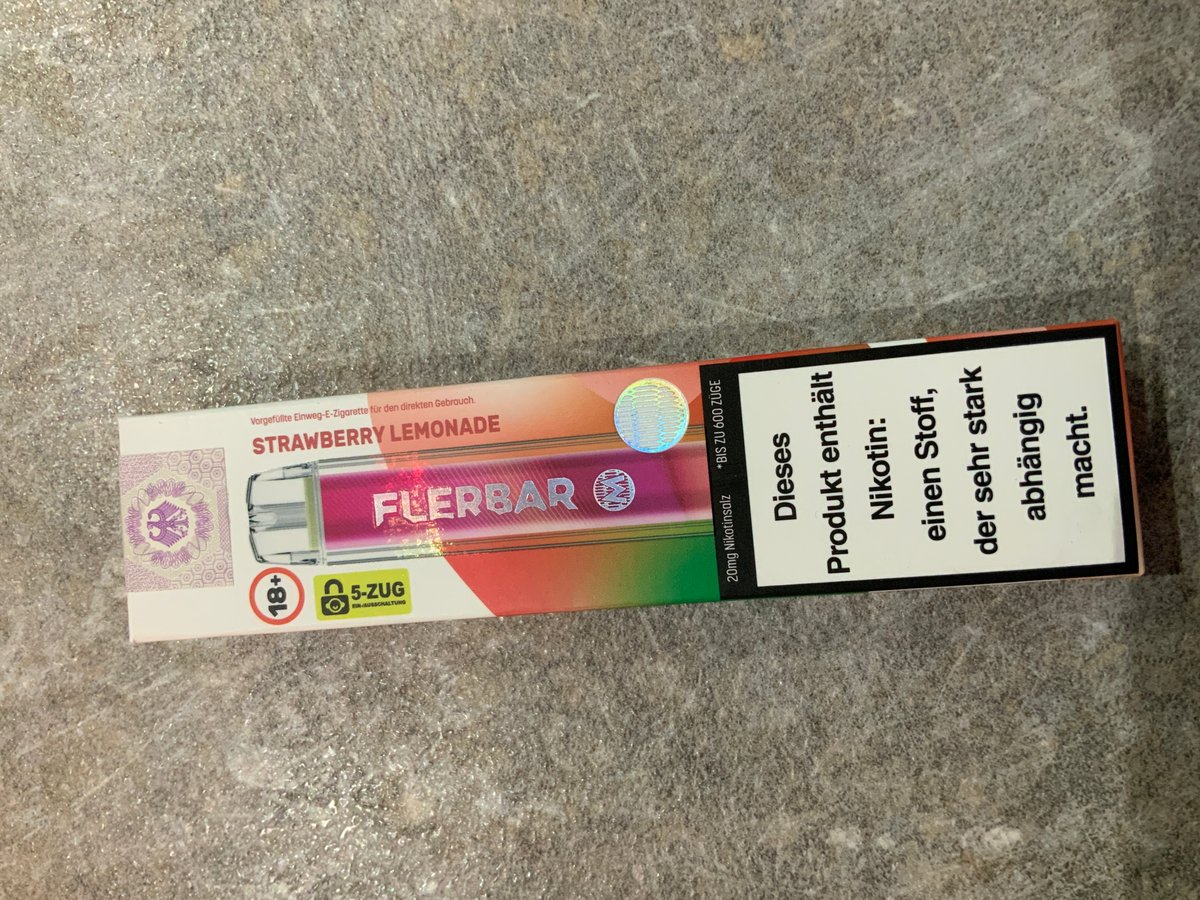 Vorgefüllte Einweg-E-Zigarette für den direkten Gebrauch.
STRAWBERRY LEMONADE
FLERBAR
M
18+
5-ZUG
EIN-/AUSSCHALTUNG
20mg Nikotinsalz
*BIS ZU 600 ZÜGE
Dieses
Produkt enthält
Nikotin:
einen Stoff,
der sehr stark
abhängig
macht.